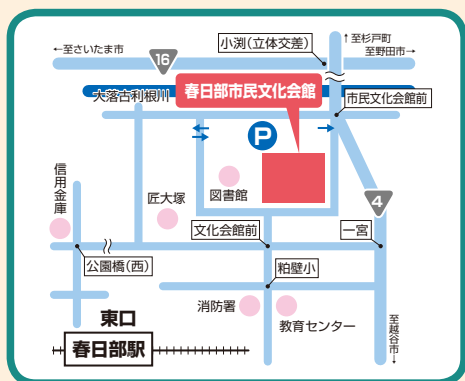 小渕(立体交差)
↑至杉戸町
至野田市→
←至さいたま市
16
春日部市民文化会館
大落古利根川
市民文化会館前
P
信用金庫
匠大塚
図書館
4
文化会館前
一宮
公園橋(西)
粕壁小
消防署
教育センター
至越谷市↓
東口
春日部駅